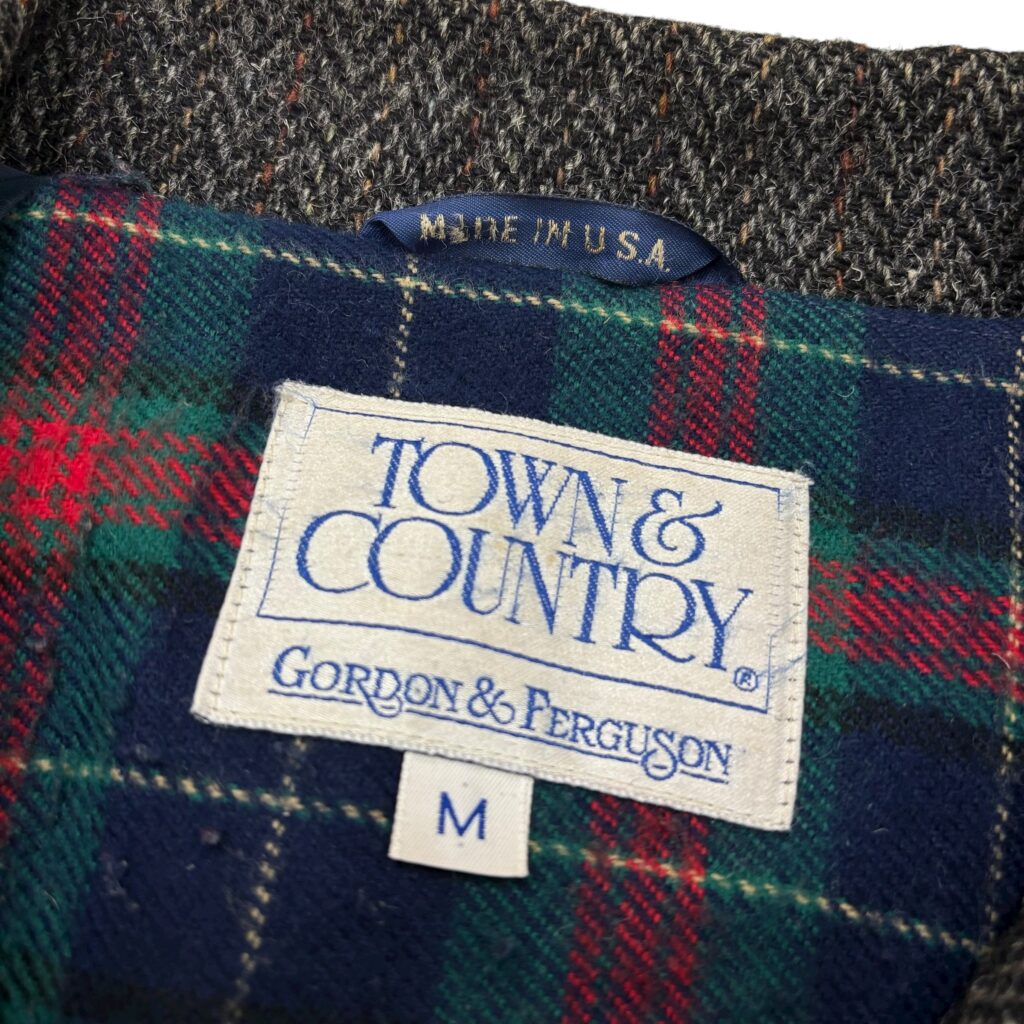 MADE IN U.S.A.
TOWN &
COUNTRY®
GORDON & FERGUSON
M